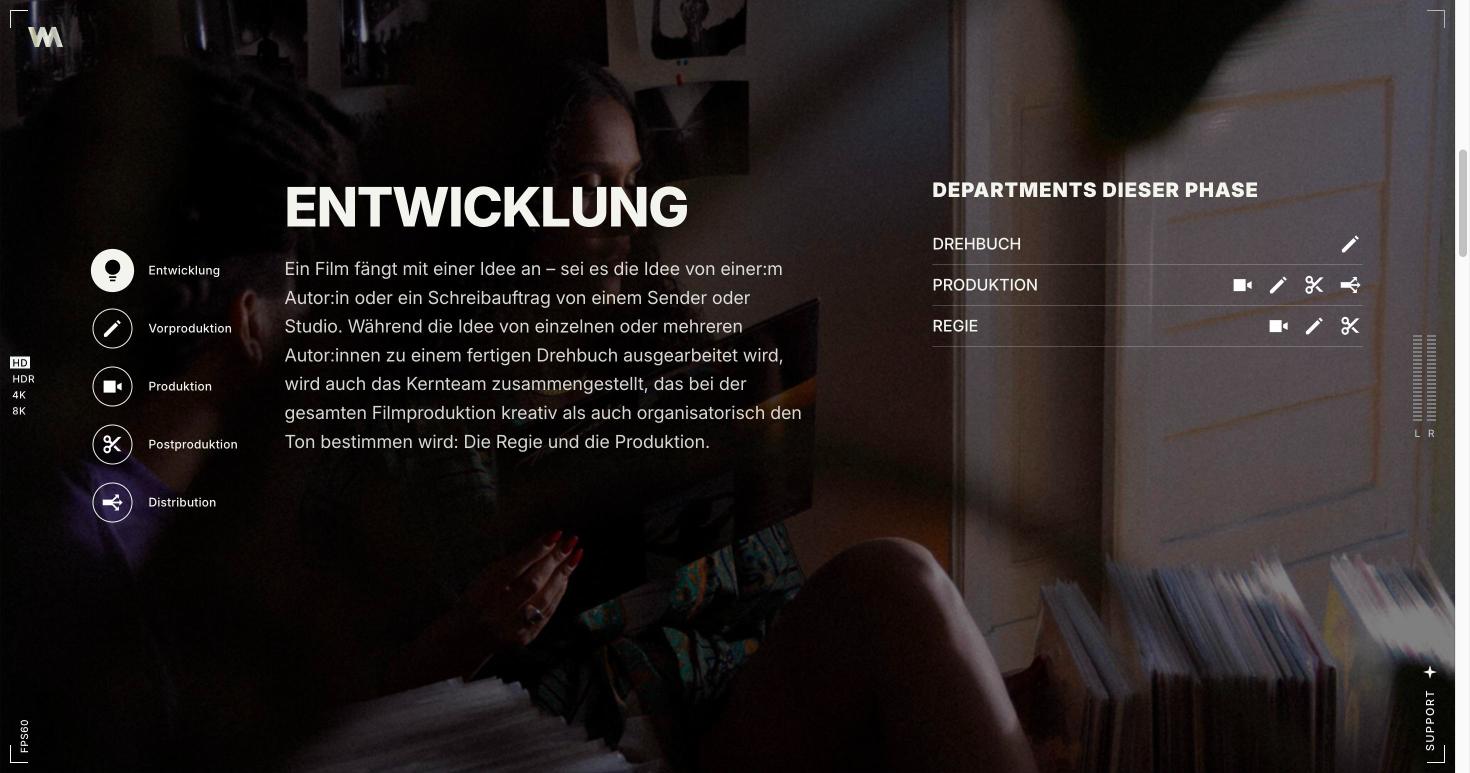 ENTWICKLUNG
Ein Film fängt mit einer Idee an – sei es die Idee von einer:m
Autor:in oder ein Schreibauftrag von einem Sender oder
Studio. Während die Idee von einzelnen oder mehreren
Autor:innen zu einem fertigen Drehbuch ausgearbeitet wird,
wird auch das Kernteam zusammengestellt, das bei der
gesamten Filmproduktion kreativ als auch organisatorisch den
Ton bestimmen wird: Die Regie und die Produktion.
Entwicklung
Vorproduktion
Produktion
Postproduktion
Distribution
HD
HDR
4K
8K
FPS60
DEPARTMENTS DIESER PHASE
DREHBUCH
PRODUKTION
REGIE
L R
SUPPORT